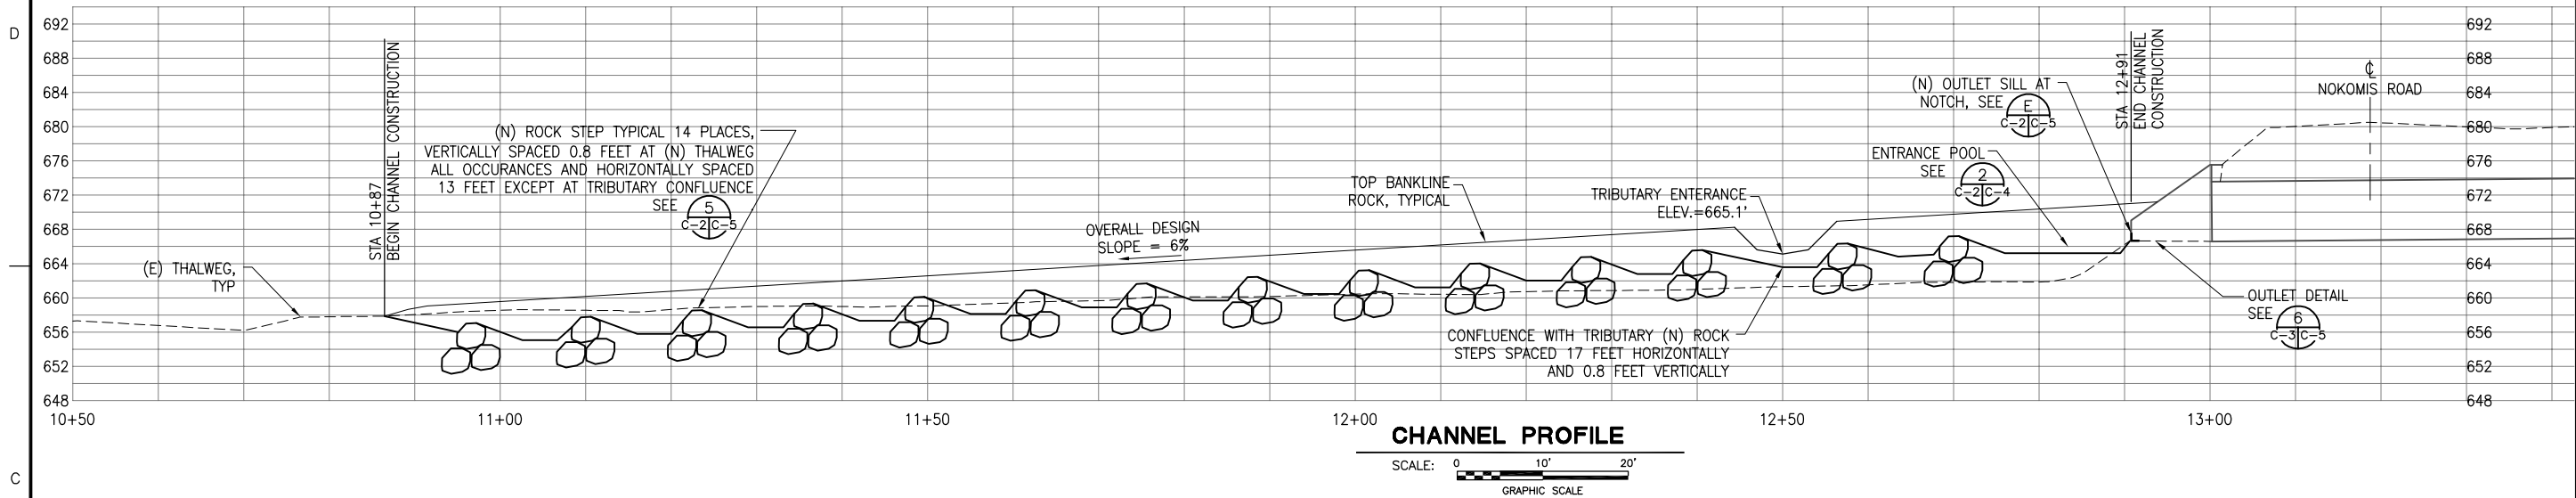 D
692
688
684
680
676
672
668
664
660
656
652
648
STA 10+87
BEGIN CHANNEL CONSTRUCTION
(E) THALWEG,
TYP
(N) ROCK STEP TYPICAL 14 PLACES,
VERTICALLY SPACED 0.8 FEET AT (N) THALWEG
ALL OCCURANCES AND HORIZONTALLY SPACED
13 FEET EXCEPT AT TRIBUTARY CONFLUENCE
SEE
5
C-2 C-5
OVERALL DESIGN
SLOPE = 6%
TOP BANKLINE
ROCK, TYPICAL
TRIBUTARY ENTERANCE
ELEV.=665.1'
CONFLUENCE WITH TRIBUTARY (N) ROCK
STEPS SPACED 17 FEET HORIZONTALLY
AND 0.8 FEET VERTICALLY
ENTRANCE POOL
SEE
2
C-2 C-4
(N) OUTLET SILL AT
NOTCH, SEE
E
C-2 C-5
STA 12+91
END CHANNEL
CONSTRUCTION
NOKOMIS ROAD
OUTLET DETAIL
SEE
6
C-3 C-5
692
688
684
680
676
672
668
664
660
656
652
648
10+50
11+00
11+50
12+00
12+50
13+00
CHANNEL PROFILE
SCALE:
0 10' 20'
GRAPHIC SCALE
C